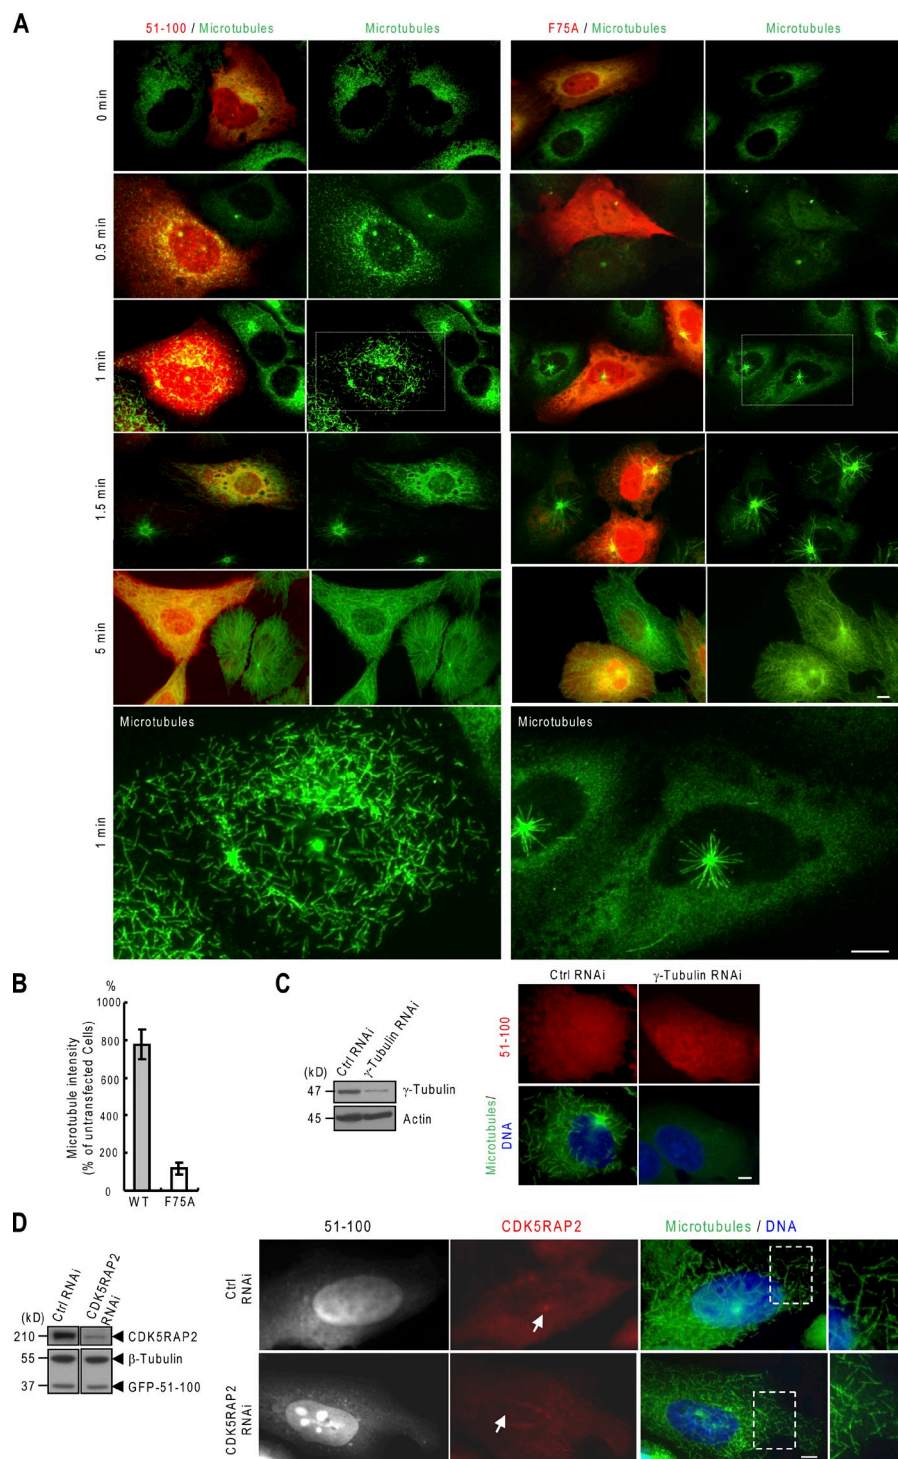 A
51-100 / Microtubules
Microtubules
F75A / Microtubules
Microtubules
0 min
0.5 min
1 min
1.5 min
5 min
1 min
Microtubules
Microtubules
B
%
Microtubule intensity
(% of untransfected Cells)
1000
800
600
400
200
0
WT
F75A
C
Ctrl RNAi
γ-Tubulin RNAi
(kD)
47
γ-Tubulin
45
Actin
Ctrl RNAi
γ-Tubulin RNAi
51-100
Microtubules/
DNA
D
Ctrl RNAi
CDK5RAP2
RNAi
(kD)
210
CDK5RAP2
55
β-Tubulin
37
GFP-51-100
51-100
CDK5RAP2
Microtubules / DNA
Ctrl
RNAi
CDK5RAP2
RNAi